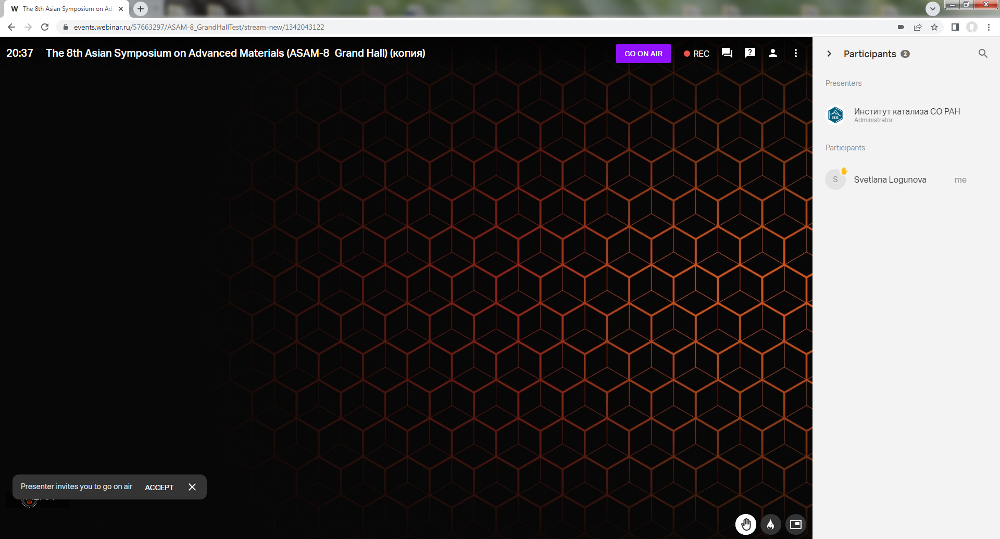 W The 8th Asian Symposium on Ad
events.webinar.ru/57663297/ASAM-8_GrandHallTest/stream-new/1342043122
20:37 The 8th Asian Symposium on Advanced Materials (ASAM-8_Grand Hall) (копия)
GO ON AIR
REC
Participants 2
Presenters
ИК
Институт катализа СО РАН
Administrator
Participants
S
Svetlana Logunova me
Presenter invites you to go on air ACCEPT